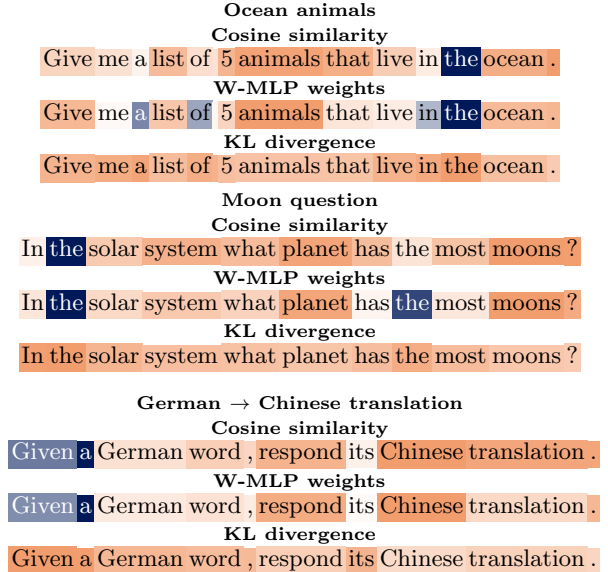 Ocean animals
Cosine similarity
Give me a list of 5 animals that live in the ocean .
W-MLP weights
Give me a list of 5 animals that live in the ocean .
KL divergence
Give me a list of 5 animals that live in the ocean .
Moon question
Cosine similarity
In the solar system what planet has the most moons ?
W-MLP weights
In the solar system what planet has the most moons ?
KL divergence
In the solar system what planet has the most moons ?
German → Chinese translation
Cosine similarity
Given a German word , respond its Chinese translation .
W-MLP weights
Given a German word , respond its Chinese translation .
KL divergence
Given a German word , respond its Chinese translation .